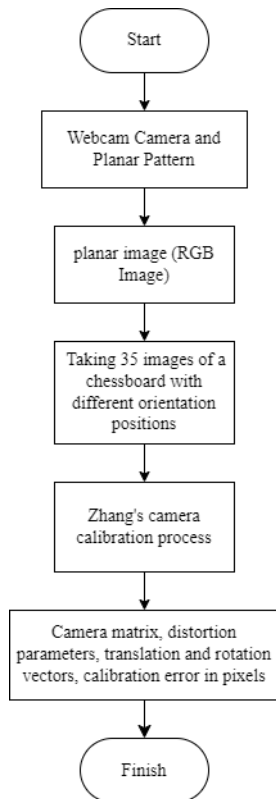 Start
Webcam Camera and
Planar Pattern
planar image (RGB
Image)
Taking 35 images of a
chessboard with
different orientation
positions
Zhang's camera
calibration process
Camera matrix, distortion
parameters, translation and rotation
vectors, calibration error in pixels
Finish